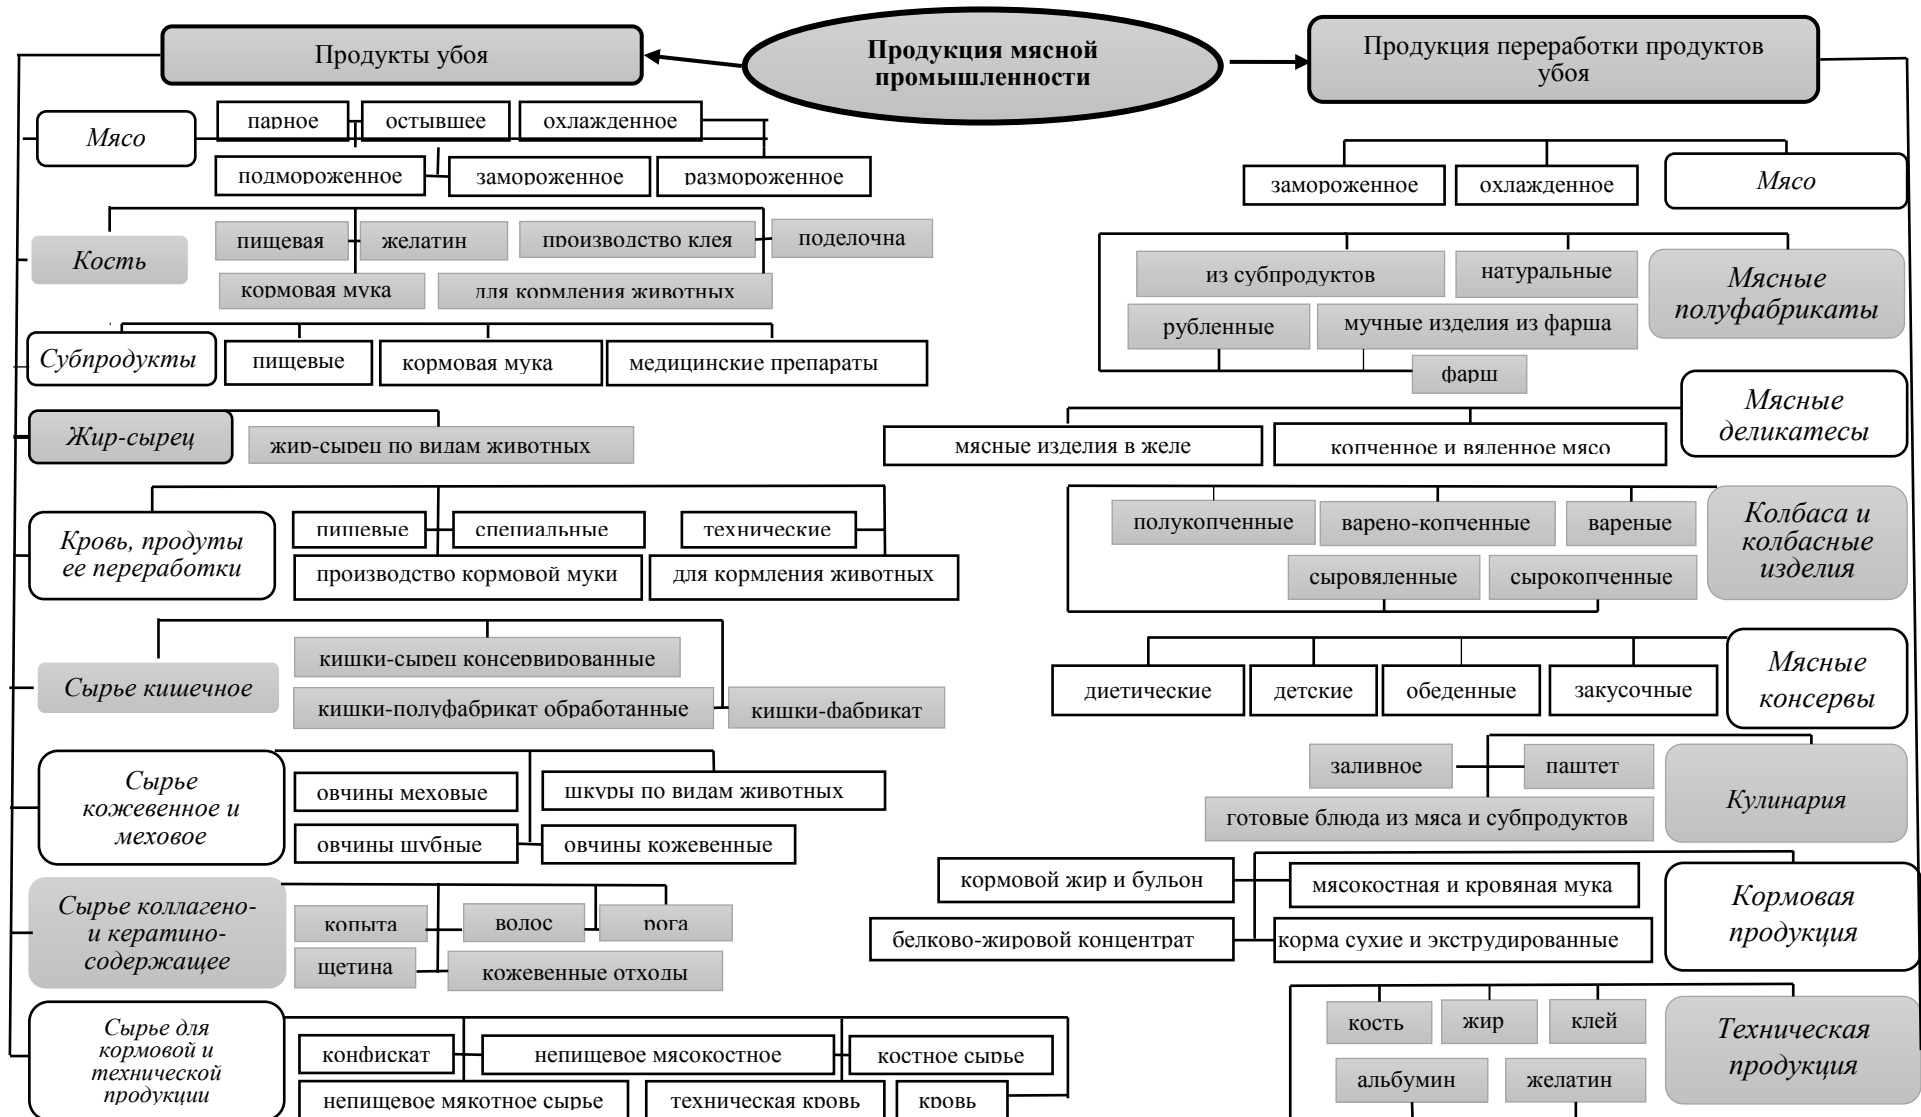 Продукция мясной
промышленности
Продукты убоя
Мясо
парное
остывшее
охлажденное
подмороженное
замороженное
размороженное
Кость
пищевая
желатин
производство клея
поделочна
кормовая мука
для кормления животных
Субпродукты
пищевые
кормовая мука
медицинские препараты
Жир-сырец
жир-сырец по видам животных
Кровь, продуты
ее переработки
пищевые
специальные
технические
производство кормовой муки
для кормления животных
Сырье кишечное
кишки-сырец консервированные
кишки-полуфабрикат обработанные
кишки-фабрикат
Сырье
кожевенное и
меховое
овчины меховые
шкуры по видам животных
овчины шубные
овчины кожевенные
Сырье коллагено-
и кератино-
содержащее
копыта
волос
рога
щетина
кожевенные отходы
Сырье для
кормовой и
технической
продукции
конфискат
непищевое мясокостное
костное сырье
непищевое мякотное сырье
техническая кровь
кровь
Продукция переработки продуктов
убоя
замороженное
охлажденное
Мясо
из субпродуктов
натуральные
Мясные
полуфабрикаты
рубленные
мучные изделия из фарша
фарш
Мясные
деликатесы
мясные изделия в желе
копченное и вяленное мясо
полукопченные
варено-копченные
вареные
Колбаса и
колбасные
изделия
сыровяленные
сырокопченные
Мясные
консервы
диетические
детские
обеденные
закусочные
заливное
паштет
Кулинария
готовые блюда из мяса и субпродуктов
кормовой жир и бульон
мясокостная и кровяная мука
Кормовая
продукция
белково-жировой концентрат
корма сухие и экструдированные
кость
жир
клей
Техническая
продукция
альбумин
желатин